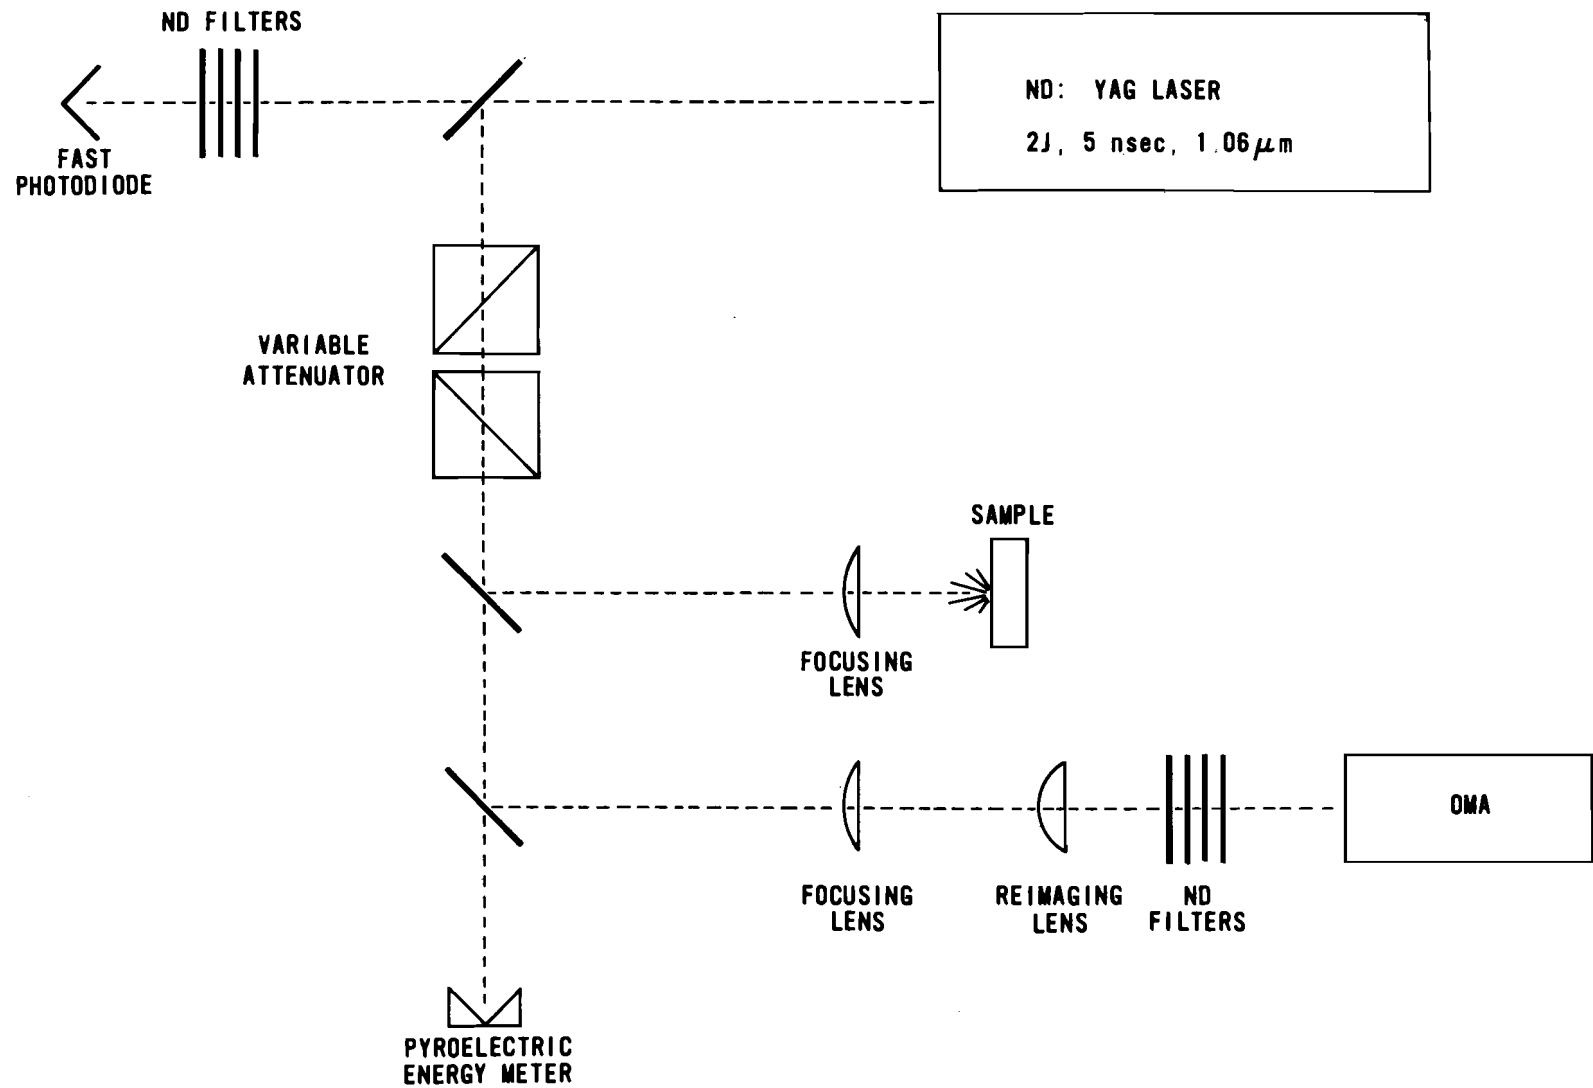 ND FILTERS
ND: YAG LASER
2J, 5 nsec, 1.06μm
FAST
PHOTODIODE
VARIABLE
ATTENUATOR
SAMPLE
FOCUSING
LENS
OMA
FOCUSING
LENS
REIMAGING
LENS
ND
FILTERS
PYROELECTRIC
ENERGY METER